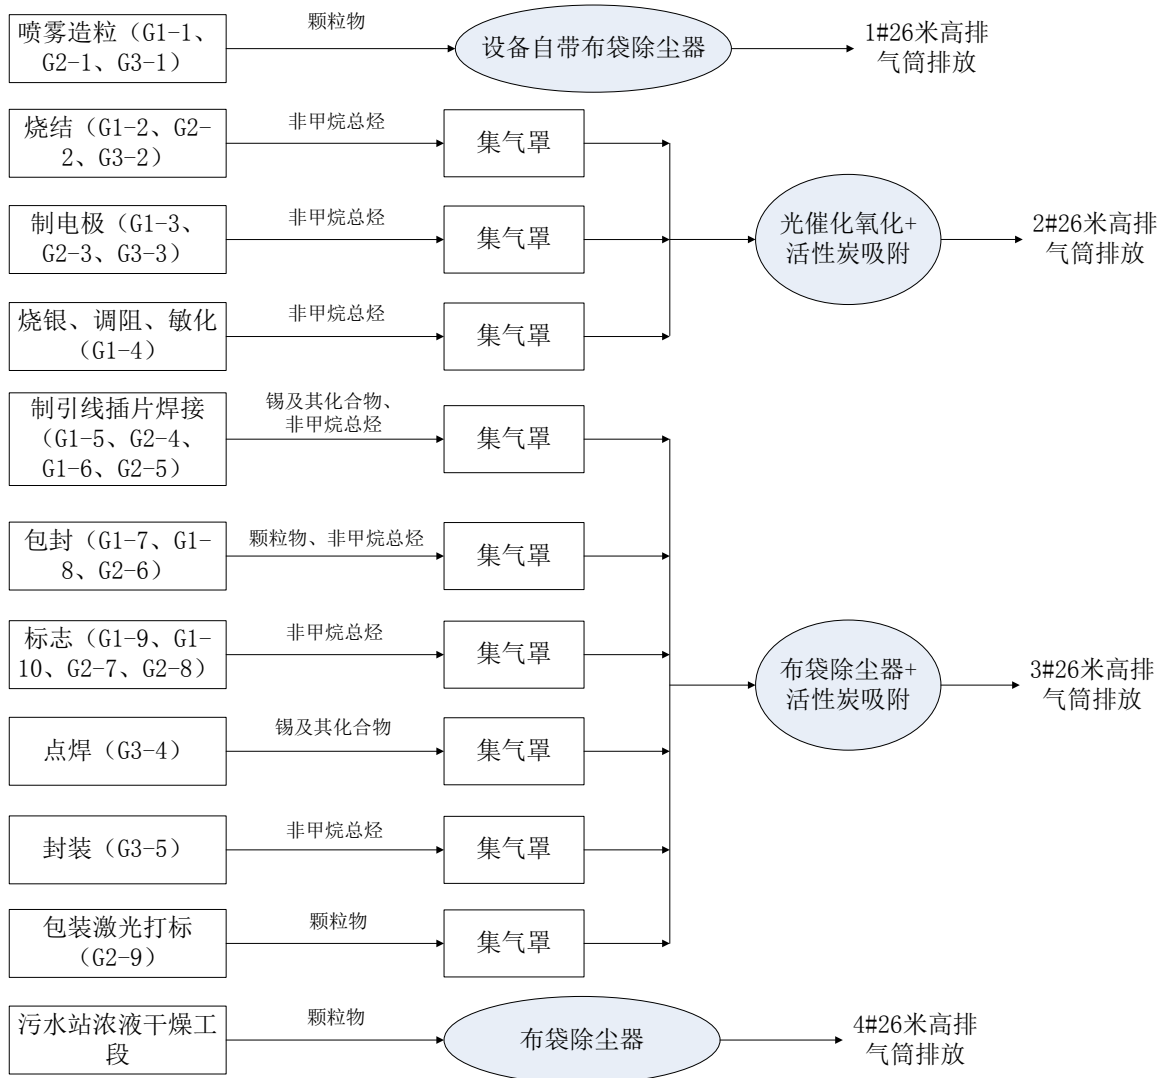 喷雾造粒（G1-1、
G2-1、G3-1）
颗粒物
设备自带布袋除尘器
1#26米高排
气筒排放
烧结（G1-2、G2-
2、G3-2）
非甲烷总烃
集气罩
制电极（G1-3、
G2-3、G3-3）
非甲烷总烃
集气罩
光催化氧化+
活性炭吸附
2#26米高排
气筒排放
烧银、调阻、敏化
（G1-4）
非甲烷总烃
集气罩
制引线插片焊接
（G1-5、G2-4、
G1-6、G2-5）
锡及其化合物、
非甲烷总烃
集气罩
包封（G1-7、G1-
8、G2-6）
颗粒物、非甲烷总烃
集气罩
标志（G1-9、G1-
10、G2-7、G2-8）
非甲烷总烃
集气罩
布袋除尘器+
活性炭吸附
3#26米高排
气筒排放
点焊（G3-4）
锡及其化合物
集气罩
封装（G3-5）
非甲烷总烃
集气罩
包装激光打标
（G2-9）
颗粒物
集气罩
污水站浓液干燥工
段
颗粒物
布袋除尘器
4#26米高排
气筒排放